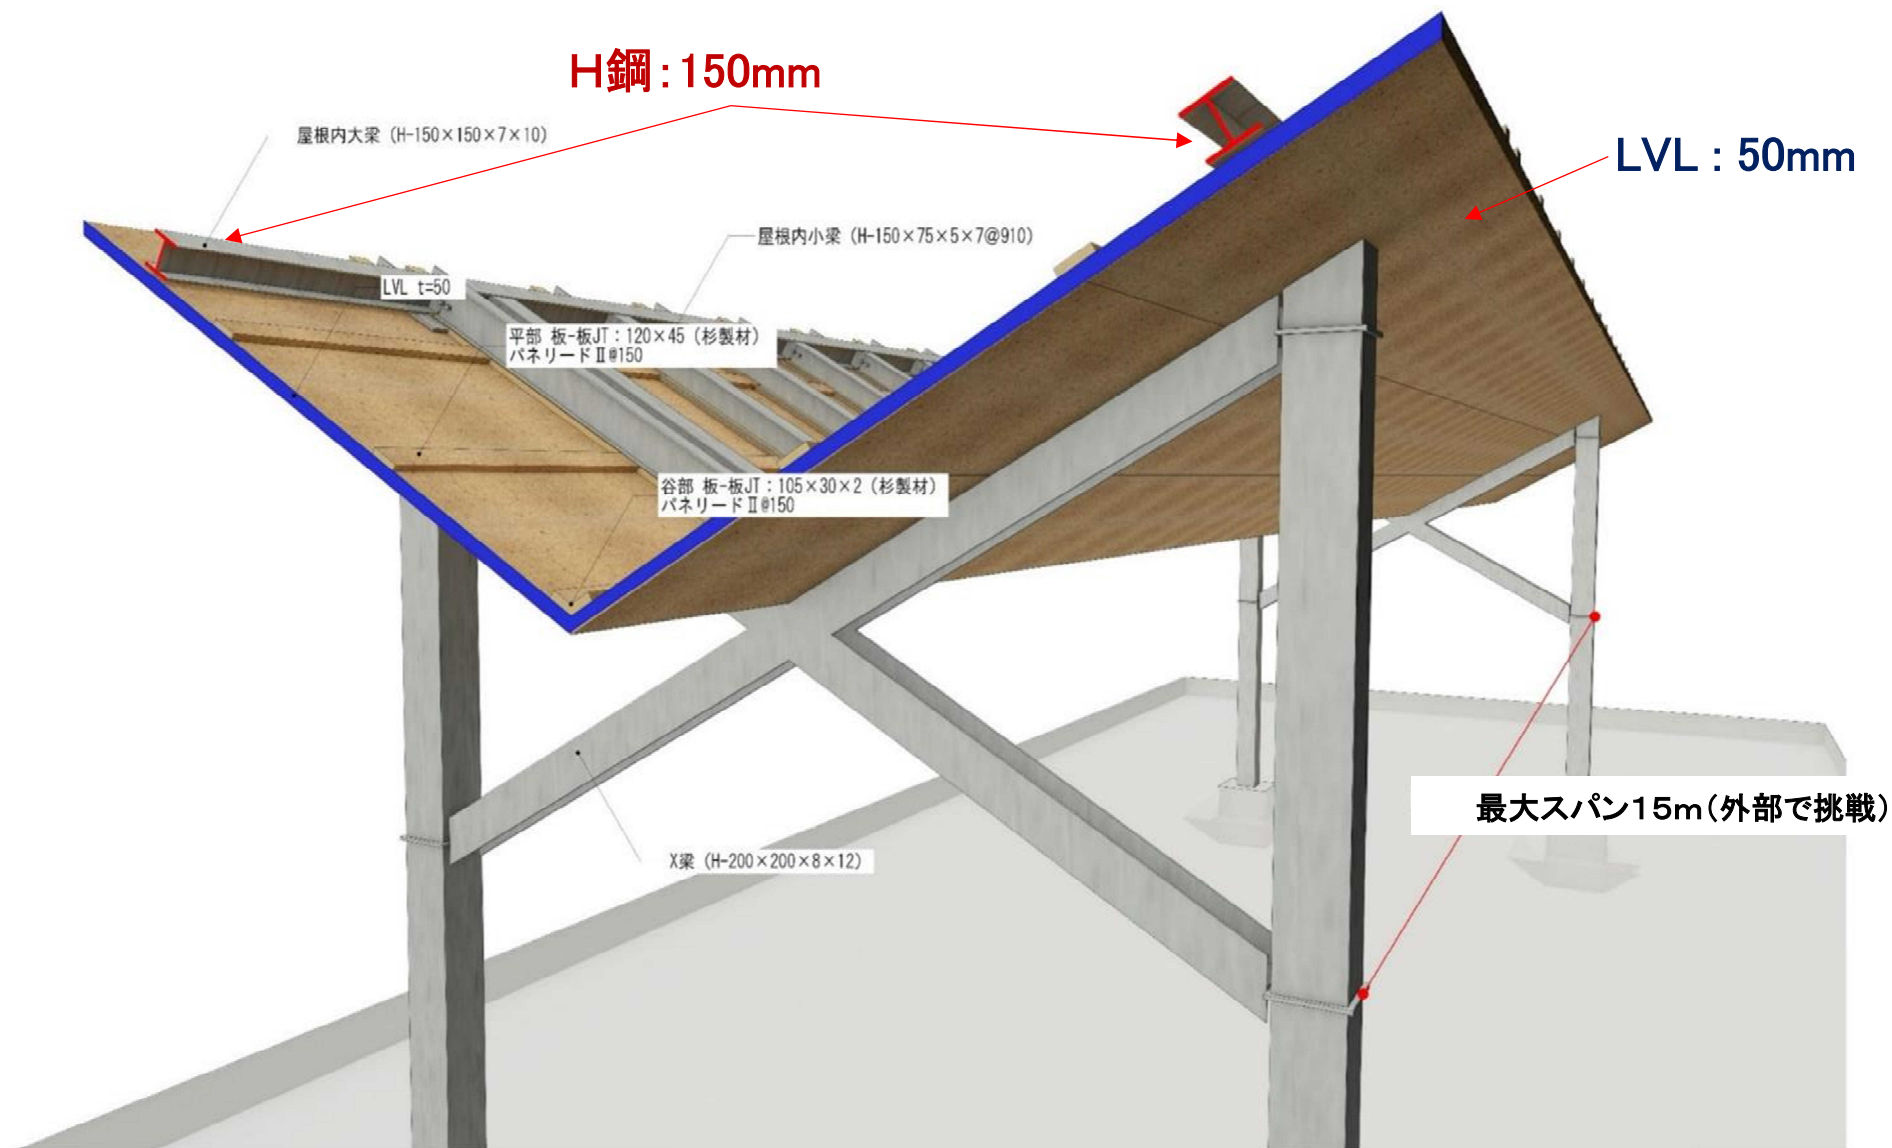 H鋼：150mm
屋根内大梁（H-150×150×7×10）
LVL：50mm
屋根内小梁（H-150×75×5×7@910）
LVL t=50
平部 板-板JT：120×45（杉製材）
パネリードⅡ@150
谷部 板-板JT：105×30×2（杉製材）
パネリードⅡ@150
最大スパン15m（外部で挑戦）
X梁（H-200×200×8×12）